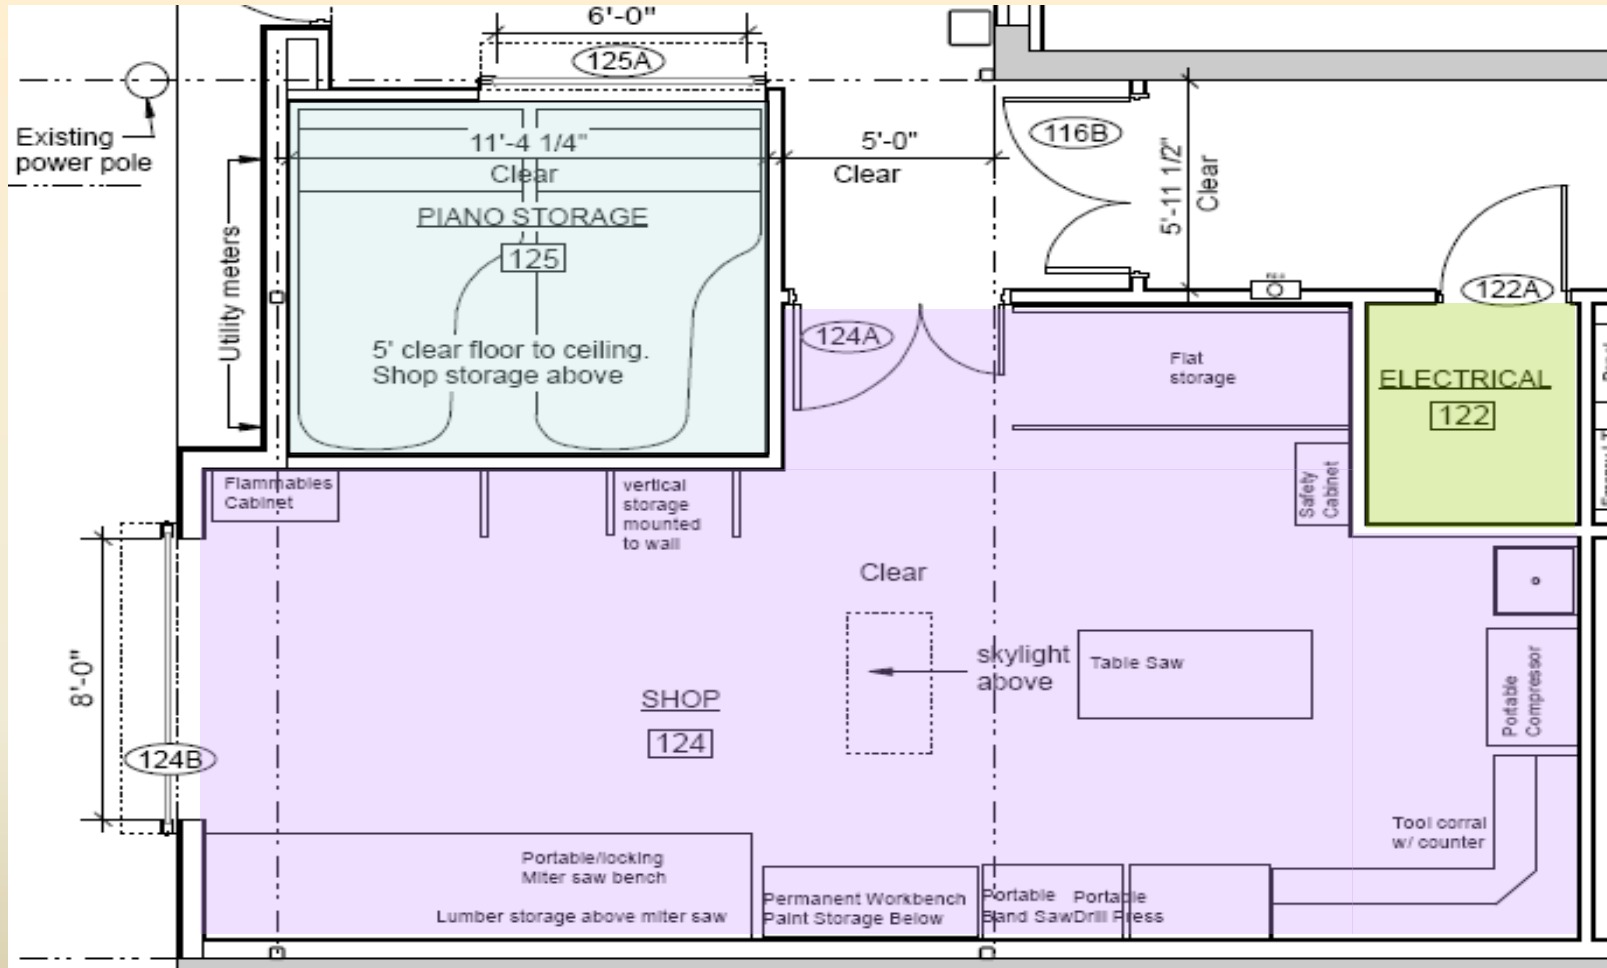 6'-0"
125A
Existing
power pole
11'-4 1/4"
Clear
5'-0"
Clear
116B
5'-11 1/2"
Clear
PIANO STORAGE
125
Utility meters
122A
124A
5' clear floor to ceiling.
Shop storage above
Flat
storage
ELECTRICAL
122
Flammables
Cabinet
vertical
storage
mounted
to wall
Safety
Cabinet
Clear
8'-0"
skylight
above
Table Saw
SHOP
124
Portable
Compressor
124B
Tool corral
w/ counter
Portable/locking
Miter saw bench
Lumber storage above miter saw
Permanent Workbench
Paint Storage Below
Portable
Band Saw
Portable
Drill Press